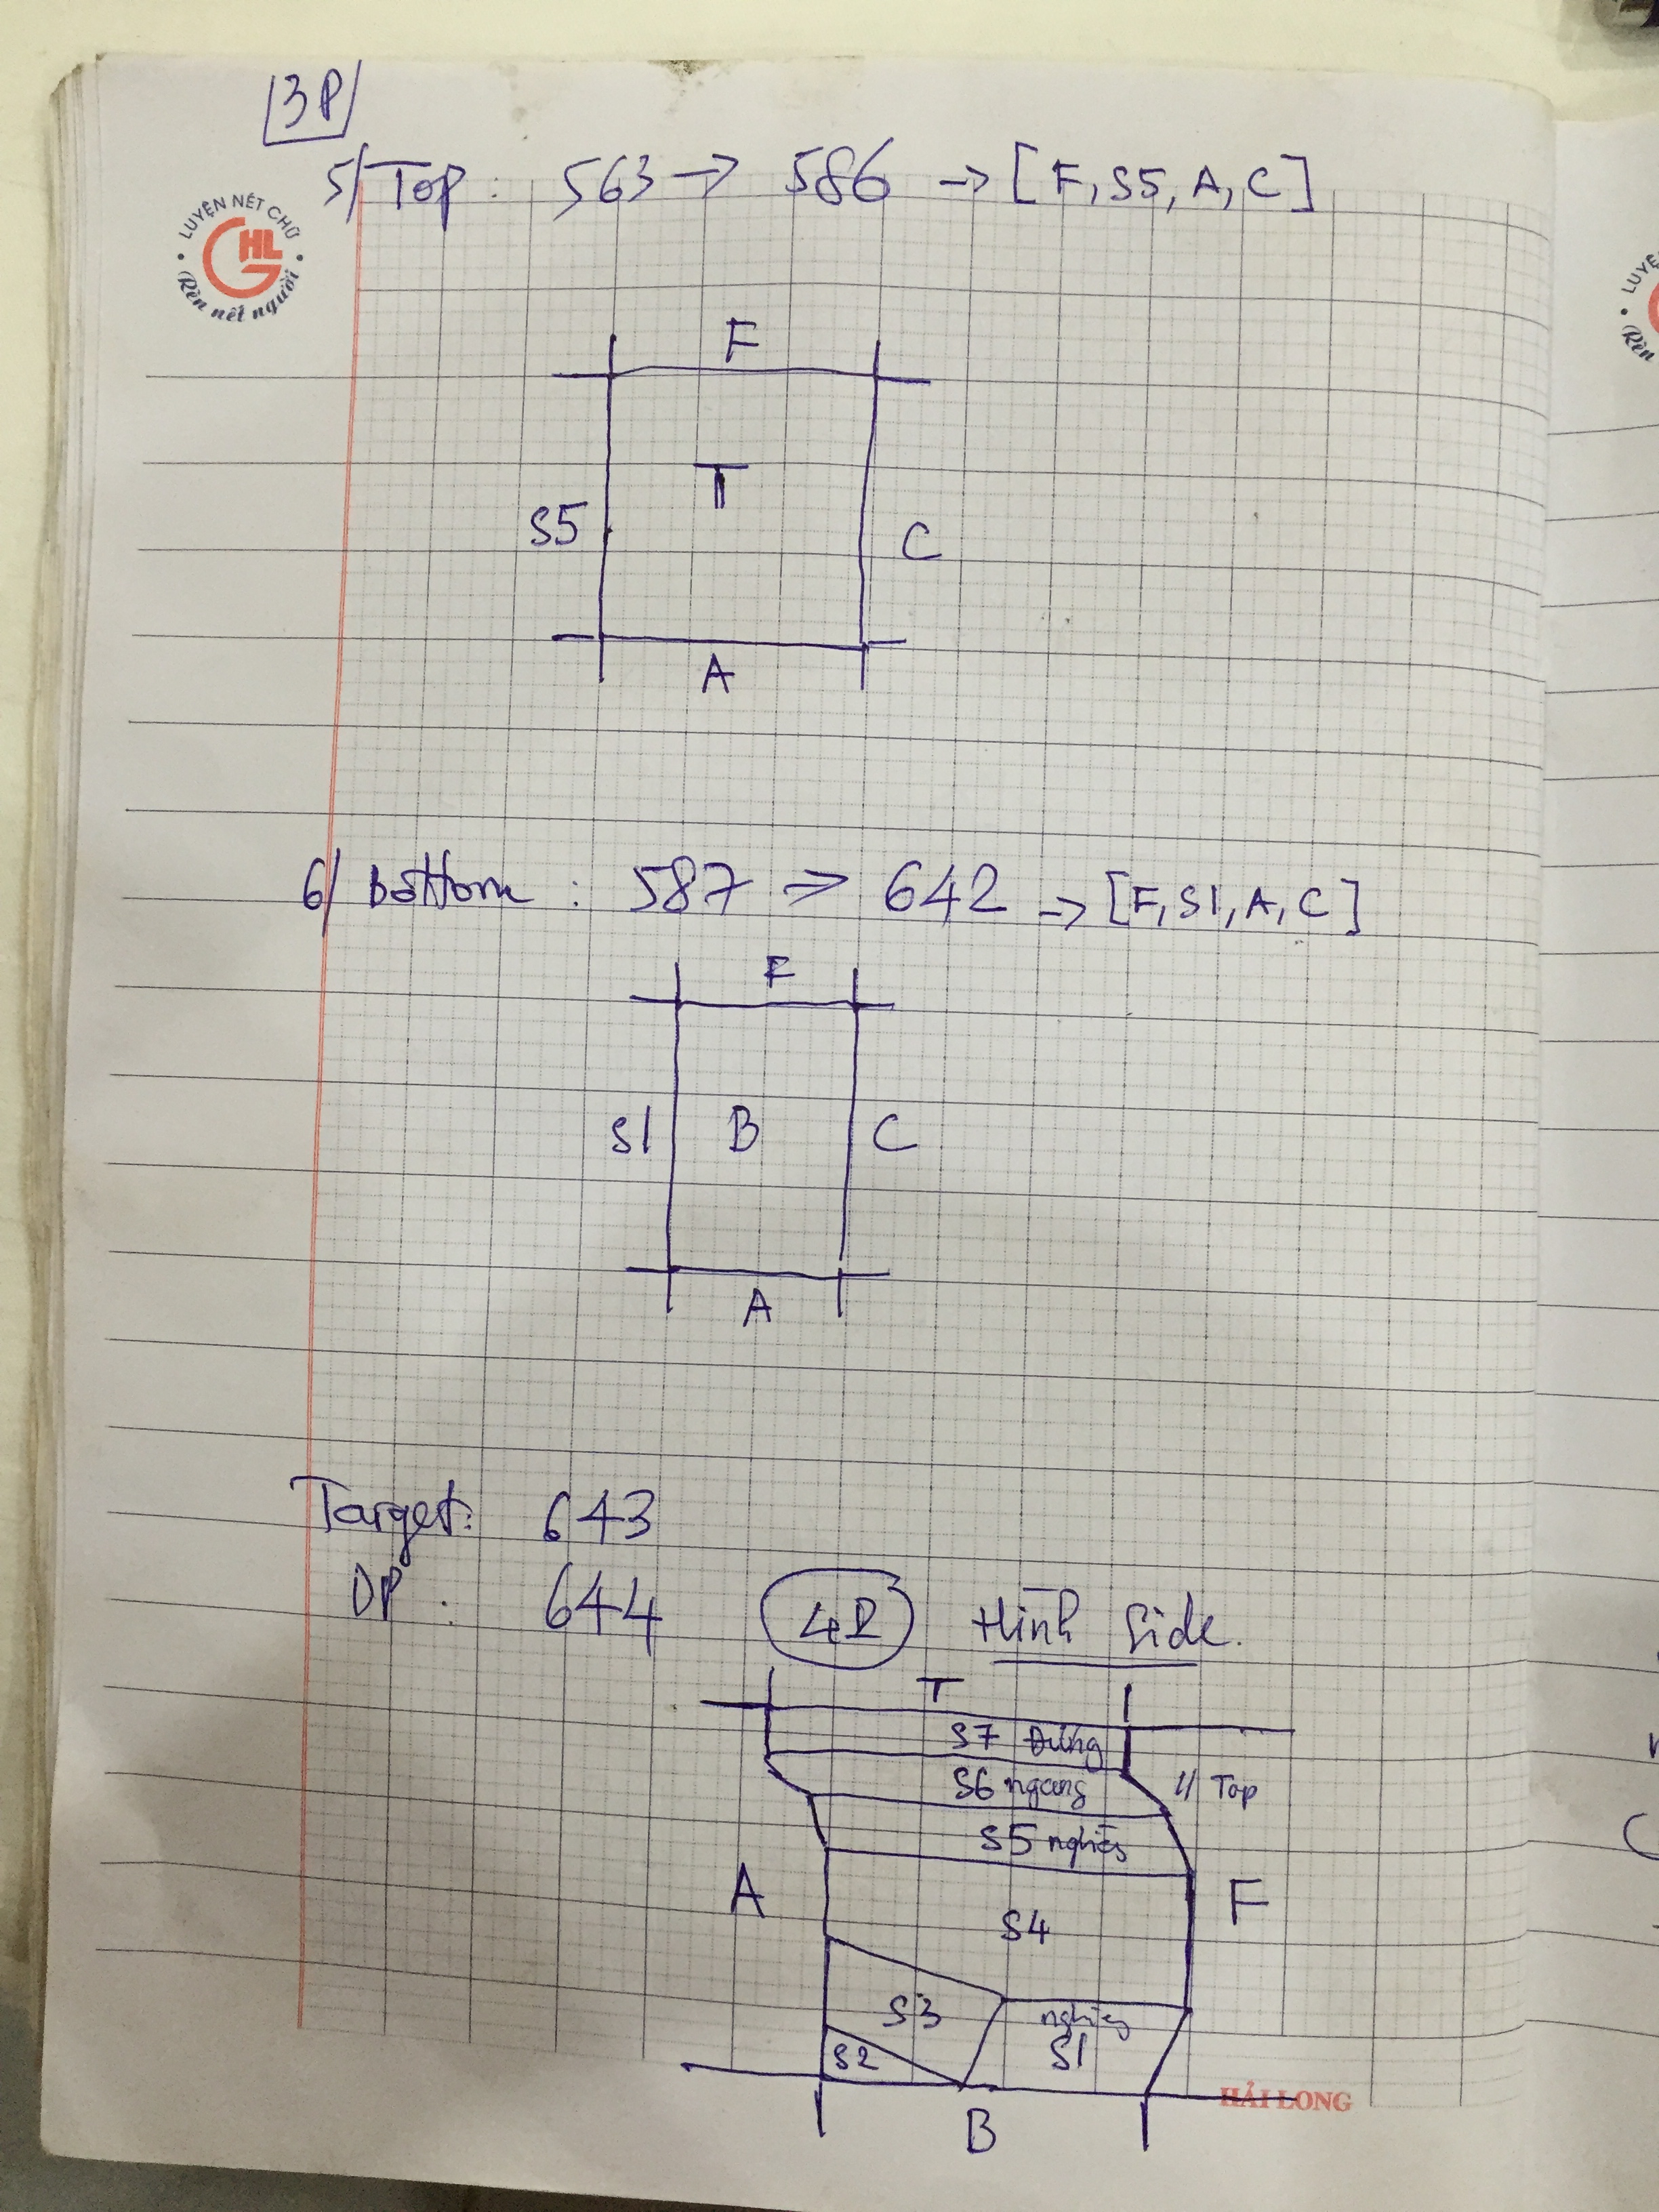 3P
5/ Top: 563 → 586 → [F, S5, A, C]
LUYỆN NÉT CHỮ
HL
Rèn nết người
F
T
S5
C
A
6/ Bottom: 587 => 642 → [F, S1, A, C]
F
S1 B C
A
Target: 643
DP: 644
Hình Side.
T
S7 Đứng
S6 ngang // Top
S5 nghiêng
A
F
S4
S3
nghiêng
S2
S1
HẢI LONG
B
LUYỆ
Rèn